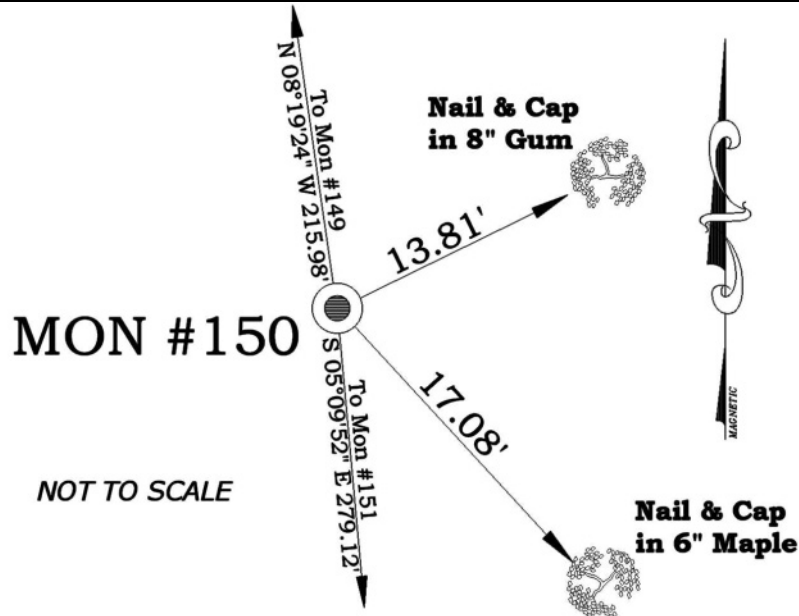 To Mon #149
N 08°19'24" W 215.98'
Nail & Cap
in 8" Gum
13.81'
MON #150
17.08'
To Mon #151
S 05°09'52" E 279.12'
MAGNETIC
NOT TO SCALE
Nail & Cap
in 6" Maple